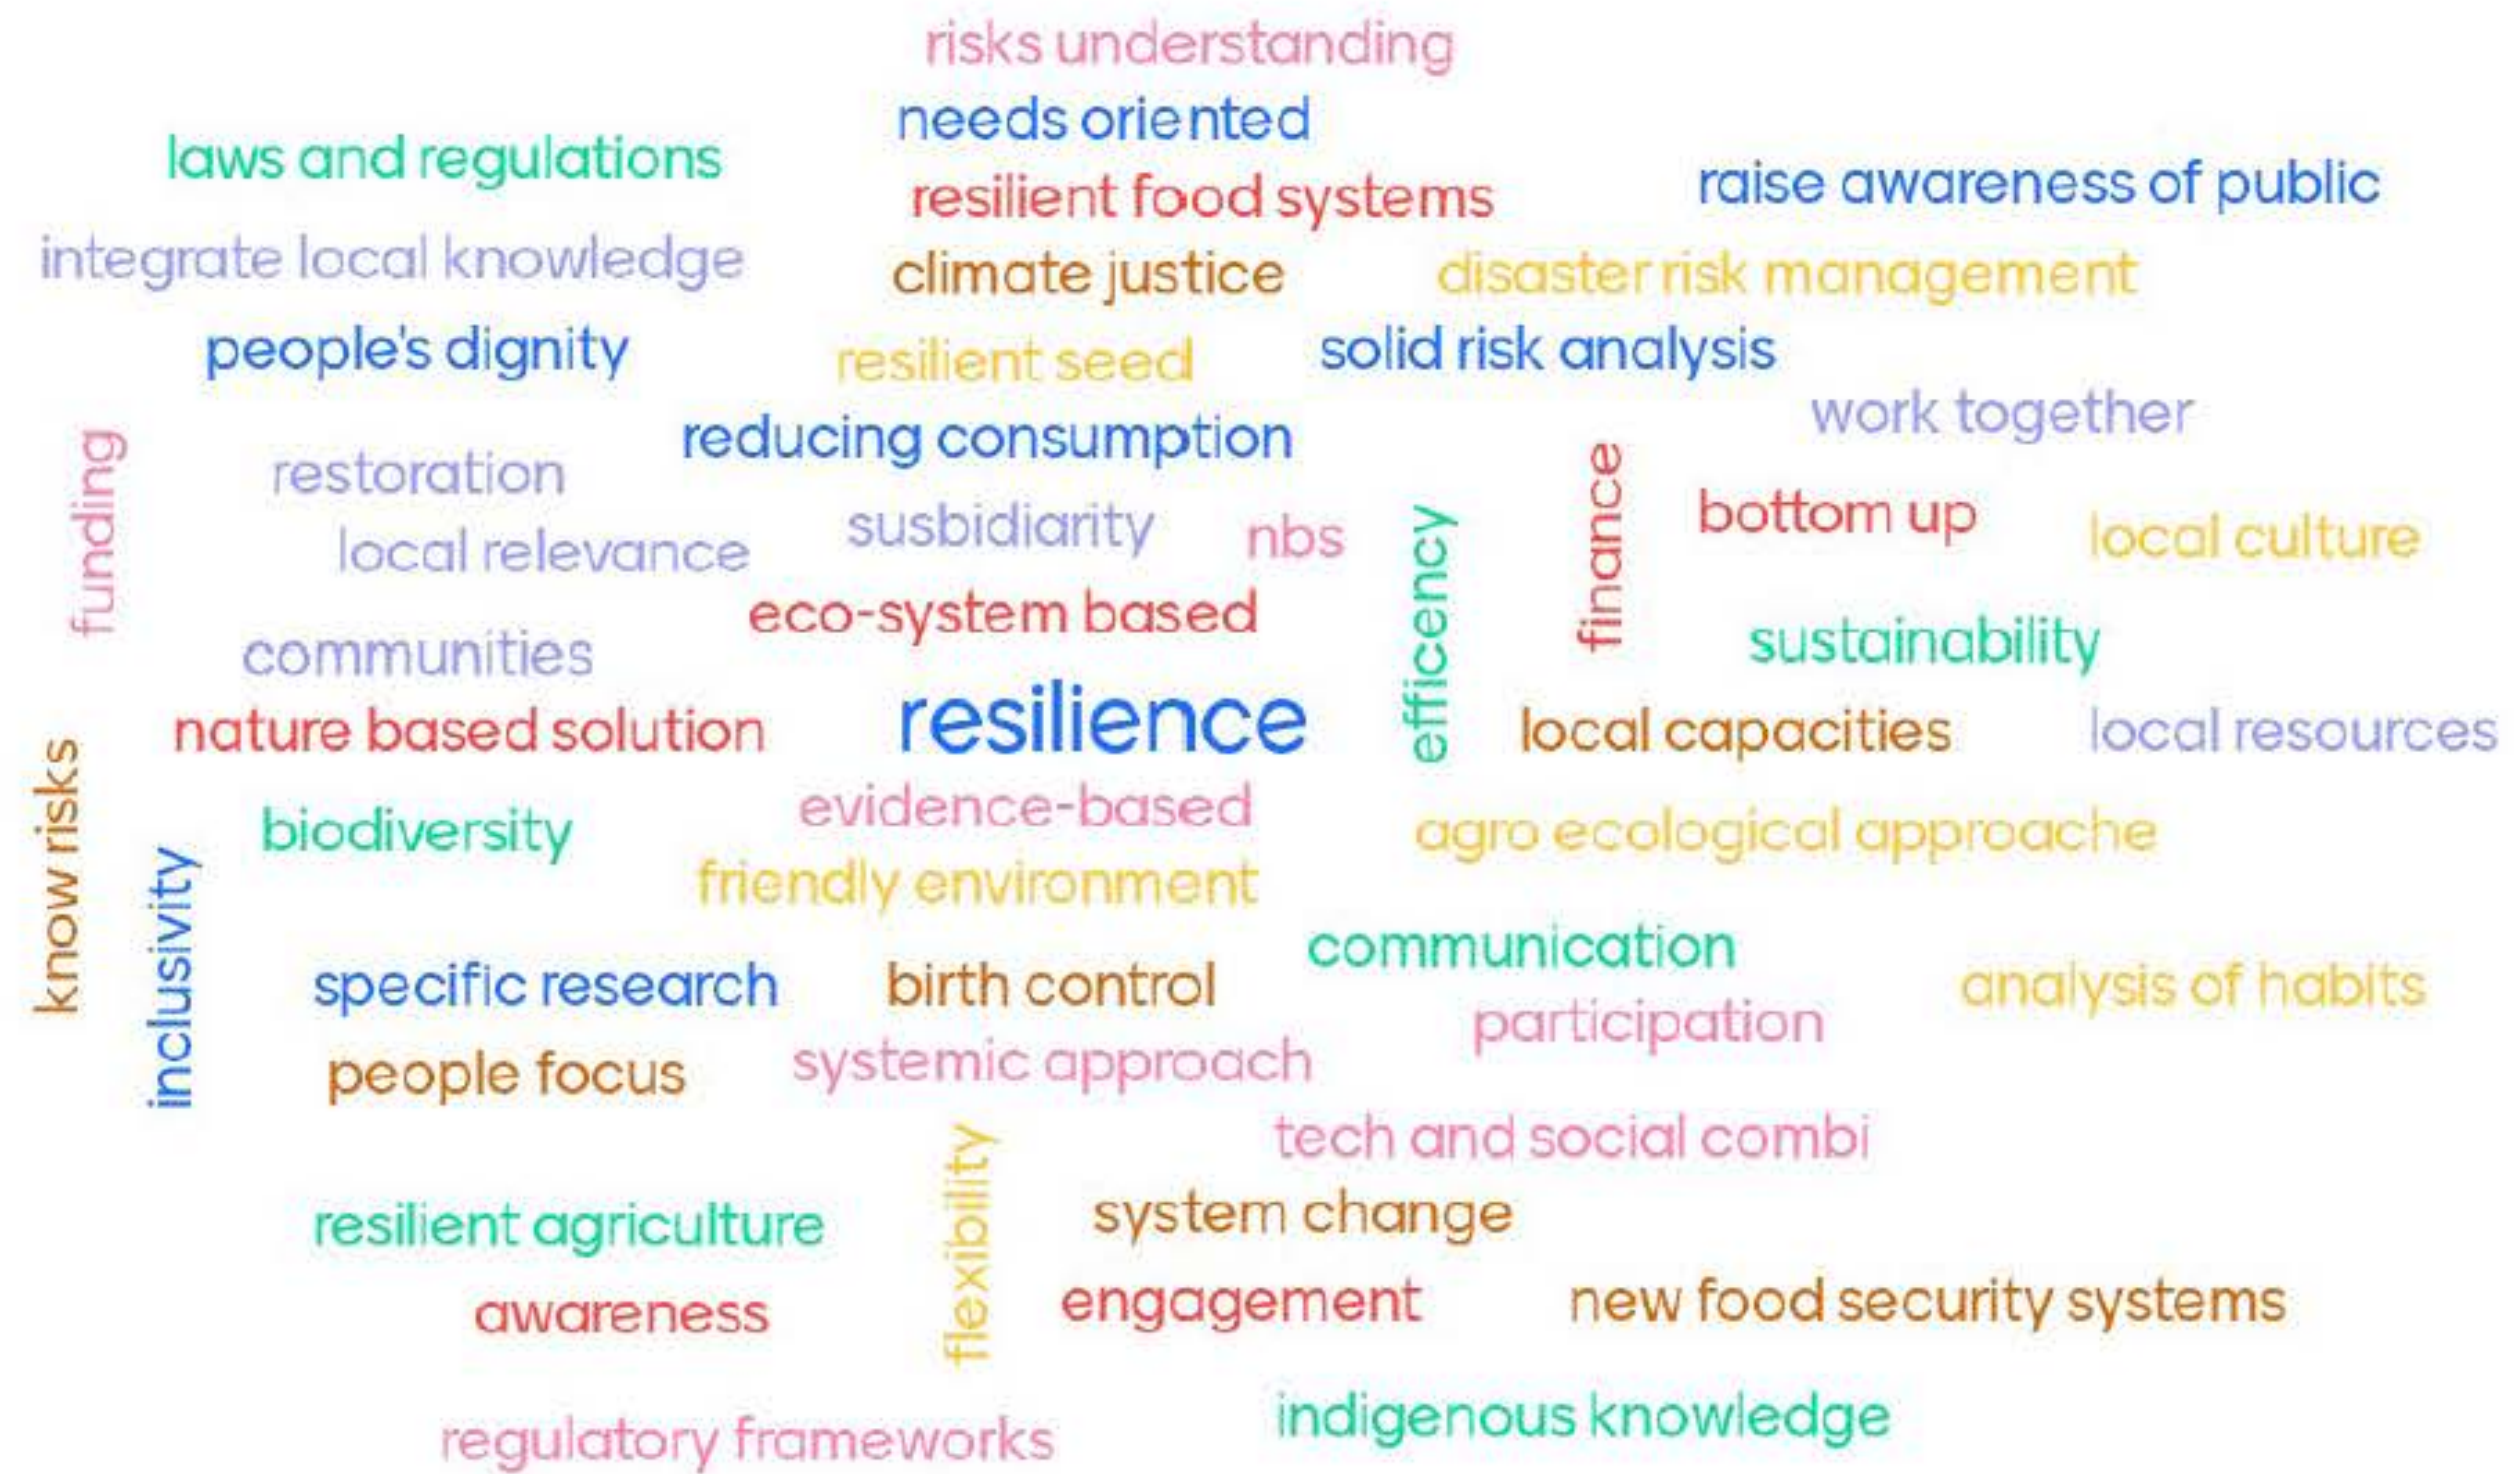 risks understanding
needs oriented
laws and regulations
raise awareness of public
resilient food systems
integrate local knowledge
climate justice
disaster risk management
people's dignity
resilient seed
solid risk analysis
work together
reducing consumption
funding
restoration
finance
susbidiarity
nbs
bottom up
local culture
local relevance
efficency
eco-system based
communities
sustainability
nature based solution
resilience
local capacities
local resources
know risks
evidence-based
biodiversity
agro ecological approache
inclusivity
friendly environment
communication
specific research
birth control
analysis of habits
participation
people focus
systemic approach
tech and social combi
flexibility
resilient agriculture
system change
awareness
engagement
new food security systems
indigenous knowledge
regulatory frameworks